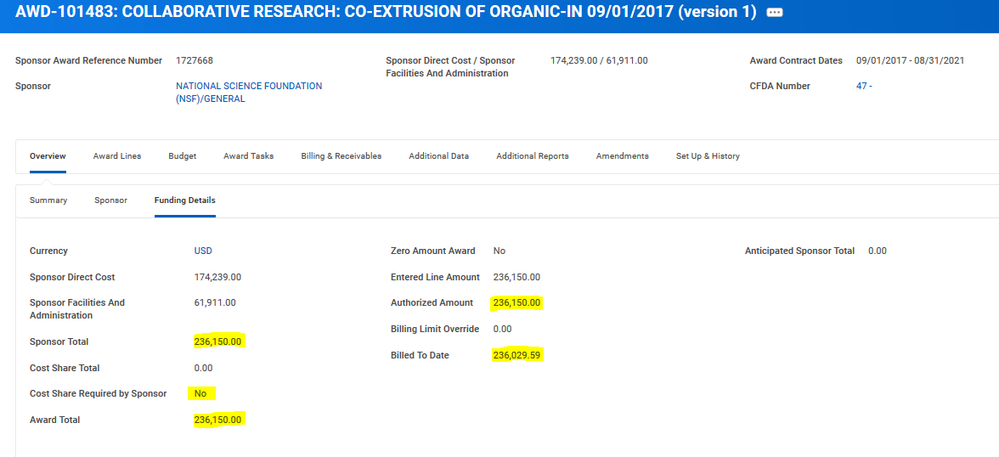 AWD-101483: COLLABORATIVE RESEARCH: CO-EXTRUSION OF ORGANIC-IN 09/01/2017 (version 1)
Sponsor Award Reference Number 1727668
Sponsor Direct Cost / Sponsor Facilities And Administration 174,239.00 / 61,911.00
Award Contract Dates 09/01/2017 - 08/31/2021
Sponsor NATIONAL SCIENCE FOUNDATION (NSF)/GENERAL
CFDA Number 47 -
Overview Award Lines Budget Award Tasks Billing & Receivables Additional Data Additional Reports Amendments Set Up & History
Summary Sponsor Funding Details
Currency USD
Sponsor Direct Cost 174,239.00
Sponsor Facilities And Administration 61,911.00
Sponsor Total 236,150.00
Cost Share Total 0.00
Cost Share Required by Sponsor No
Award Total 236,150.00
Zero Amount Award No
Entered Line Amount 236,150.00
Authorized Amount 236,150.00
Billing Limit Override 0.00
Billed To Date 236,029.59
Anticipated Sponsor Total 0.00